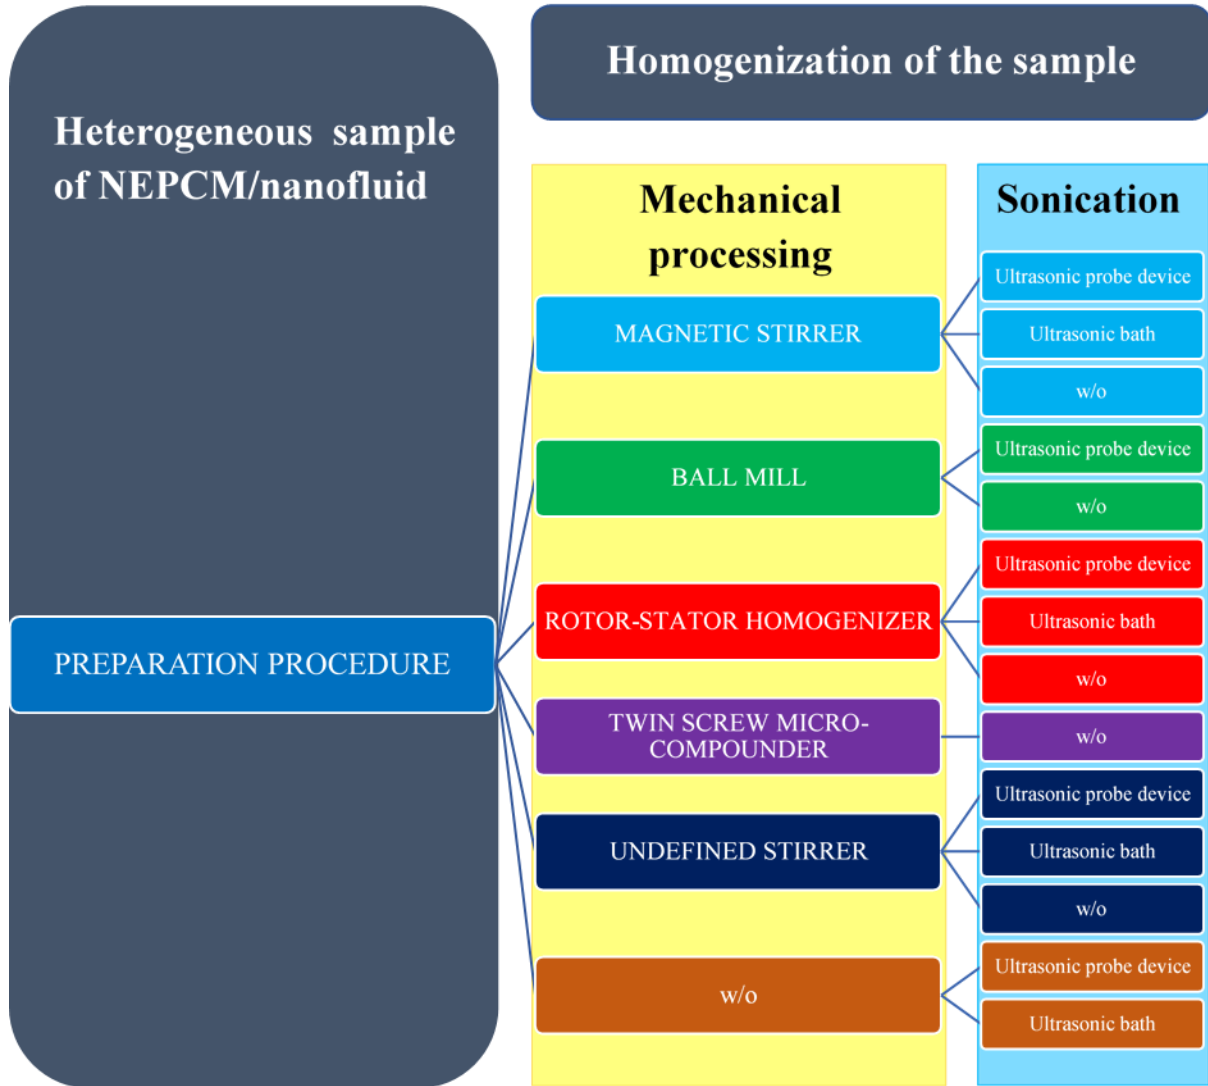 Heterogeneous sample
of NEPCM/nanofluid
PREPARATION PROCEDURE
Homogenization of the sample
Mechanical
processing
Sonication
MAGNETIC STIRRER
Ultrasonic probe device
Ultrasonic bath
w/o
BALL MILL
Ultrasonic probe device
w/o
ROTOR-STATOR HOMOGENIZER
Ultrasonic probe device
Ultrasonic bath
w/o
TWIN SCREW MICRO-
COMPOUNDER
w/o
UNDEFINED STIRRER
Ultrasonic probe device
Ultrasonic bath
w/o
w/o
Ultrasonic probe device
Ultrasonic bath